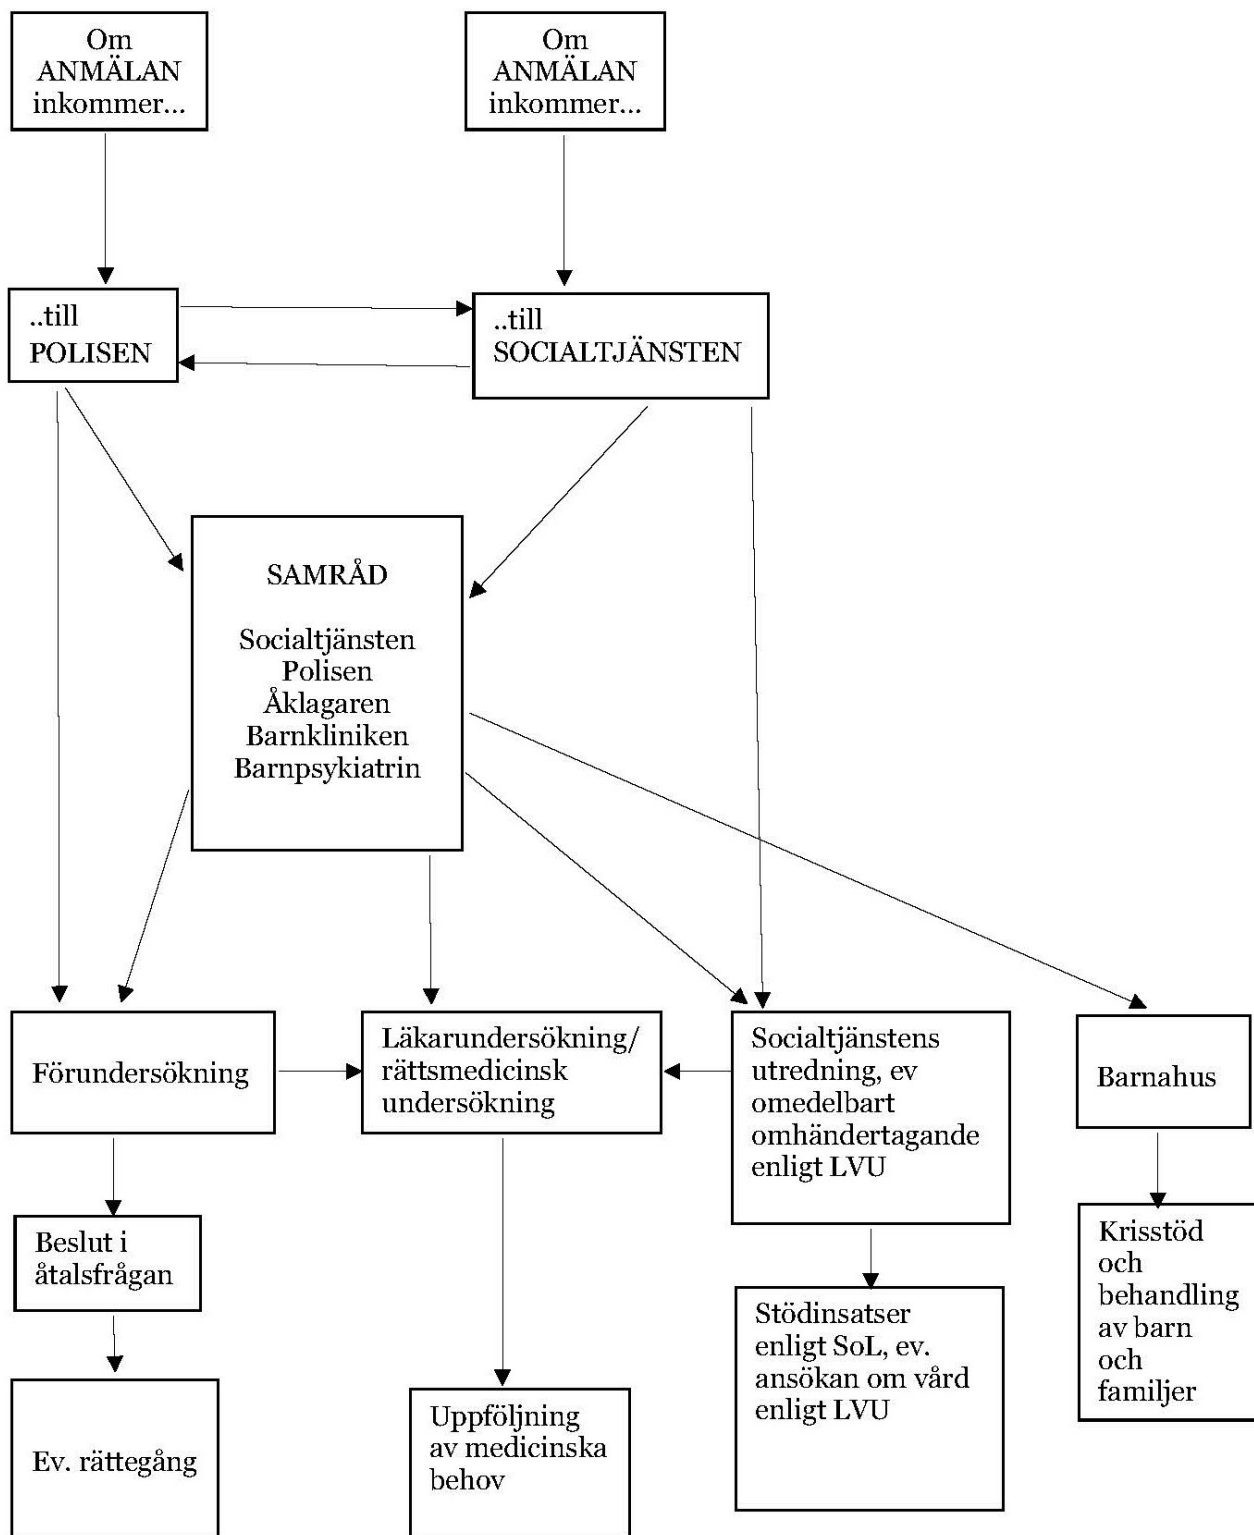 Om
ANMÄLAN
inkommer...
Om
ANMÄLAN
inkommer...
..till
POLISEN
..till
SOCIALTJÄNSTEN
SAMRÅD
Socialtjänsten
Polisen
Åklagaren
Barnkliniken
Barnpsykiatrin
Förundersökning
Läkarundersökning/
rättsmedicinsk
undersökning
Socialtjänstens
utredning, ev
omedelbart
omhändertagande
enligt LVU
Barnahus
Beslut i
åtalsfrågan
Krisstöd
och
behandling
av barn
och
familjer
Stödinsatser
enligt SoL, ev.
ansökan om vård
enligt LVU
Ev. rättegång
Uppföljning
av medicinska
behov